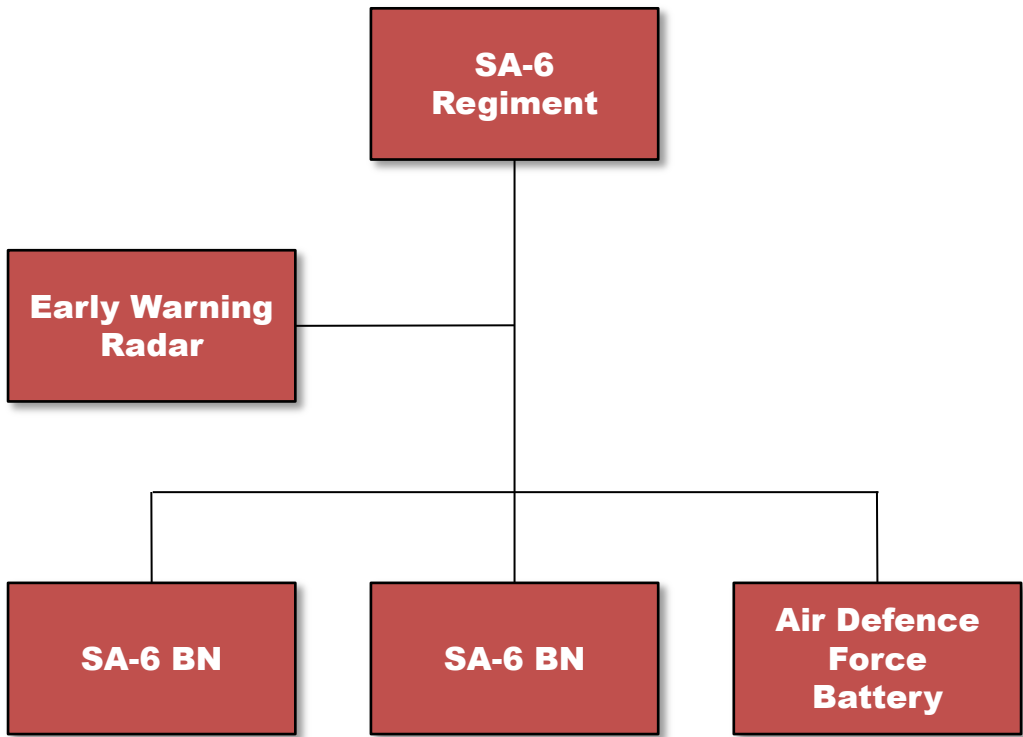 SA-6
Regiment
Early Warning
Radar
SA-6 BN
SA-6 BN
Air Defence
Force
Battery